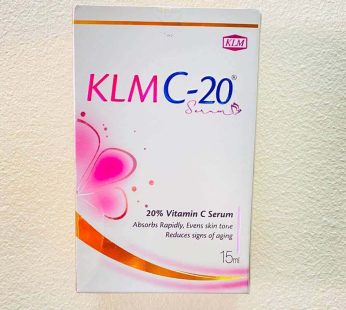 KLM
KLM C-20®
Serum
20% Vitamin C Serum
Absorbs Rapidly, Evens skin tone
Reduces signs of aging
15ml